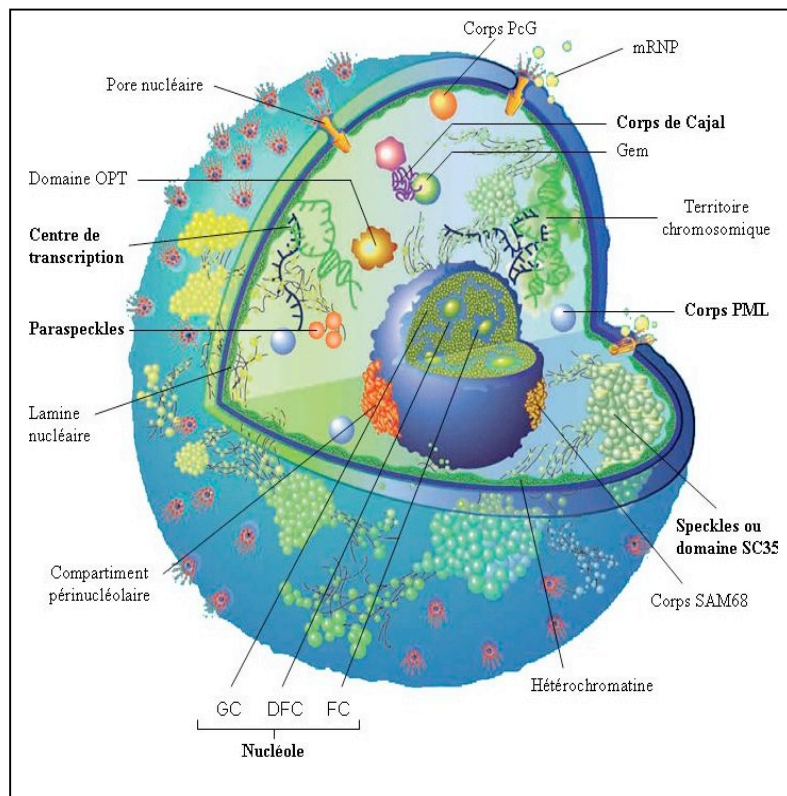 Corps PcG
mRNP
Pore nucléaire
Corps de Cajal
Gem
Domaine OPT
Territoire
chromosomique
Centre de
transcription
Corps PML
Paraspeckles
Lamine
nucléaire
Speckles ou
domaine SC35
Compartiment
périnucléolaire
Corps SAM68
Hétérochromatine
GC DFC FC
Nucléole